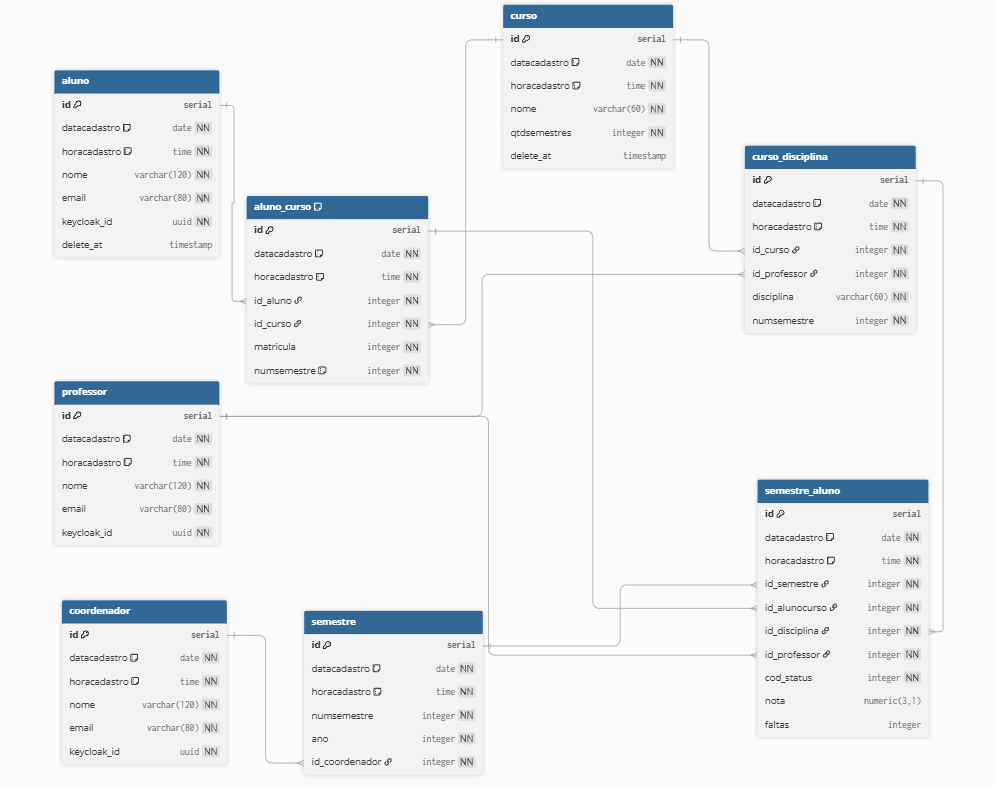 curso
id serial
datacadastro date NN
horacadastro time NN
nome varchar(60) NN
qtdsemestres integer NN
delete_at timestamp
aluno
id serial
datacadastro date NN
horacadastro time NN
nome varchar(120) NN
email varchar(80) NN
keycloak_id uuid NN
delete_at timestamp
curso_disciplina
id serial
datacadastro date NN
horacadastro time NN
id_curso integer NN
id_professor integer NN
disciplina varchar(60) NN
numsemestre integer NN
aluno_curso
id serial
datacadastro date NN
horacadastro time NN
id_aluno integer NN
id_curso integer NN
matricula integer NN
numsemestre integer NN
professor
id serial
datacadastro date NN
horacadastro time NN
nome varchar(120) NN
email varchar(80) NN
keycloak_id uuid NN
semestre_aluno
id serial
datacadastro date NN
horacadastro time NN
id_semestre integer NN
id_alunocurso integer NN
id_disciplina integer NN
id_professor integer NN
cod_status integer NN
nota numeric(3,1)
faltas integer
coordenador
id serial
datacadastro date NN
horacadastro time NN
nome varchar(120) NN
email varchar(80) NN
keycloak_id uuid NN
semestre
id serial
datacadastro date NN
horacadastro time NN
numsemestre integer NN
ano integer NN
id_coordenador integer NN